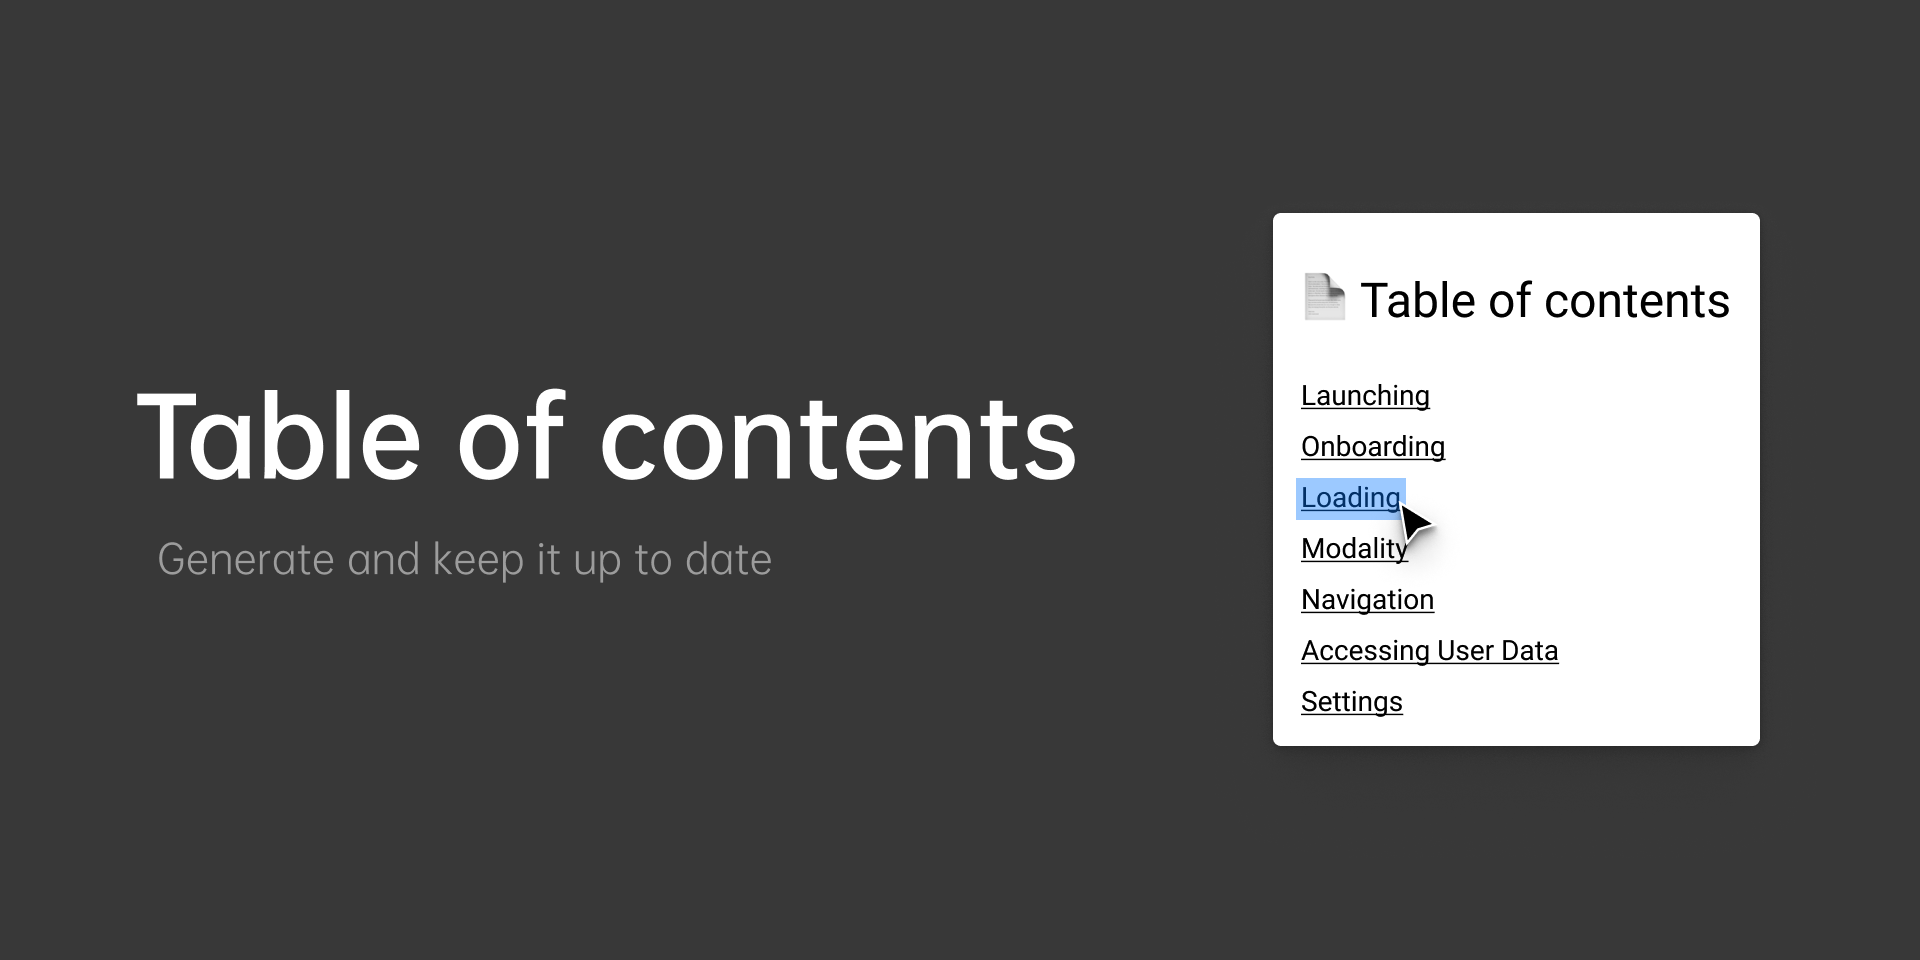 Table of contents
Generate and keep it up to date
Table of contents
Launching
Onboarding
Loading
Modality
Navigation
Accessing User Data
Settings